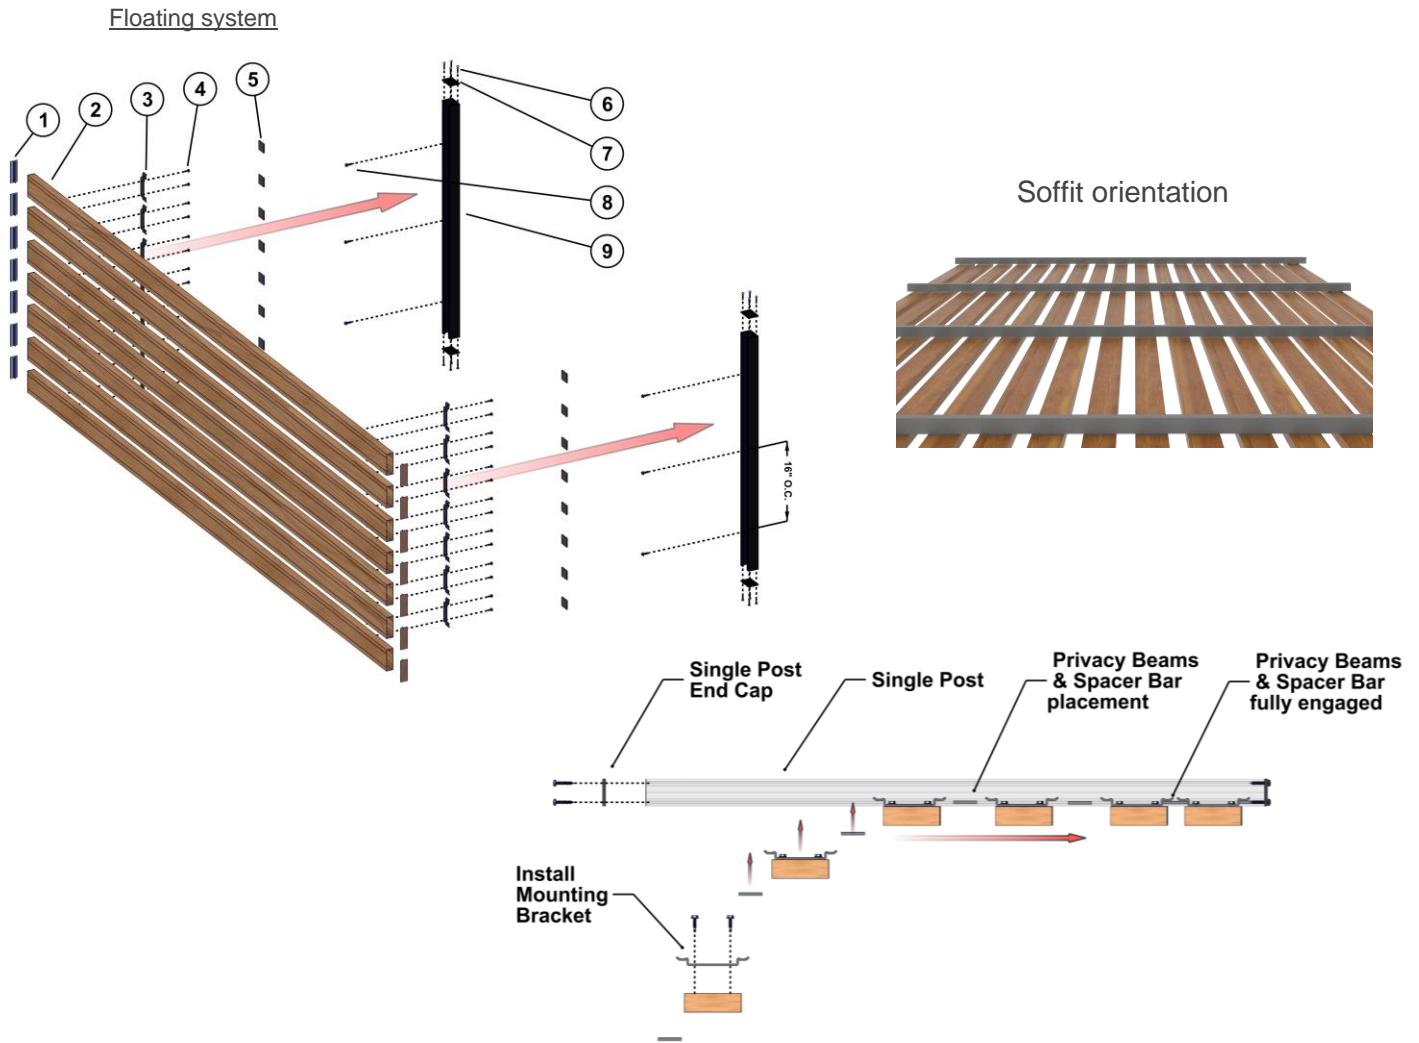 Floating system
1
2
3
4
5
6
7
8
9
Soffit orientation
16" O.C.
Single Post
End Cap
Single Post
Privacy Beams
& Spacer Bar
placement
Privacy Beams
& Spacer Bar
fully engaged
Install
Mounting
Bracket